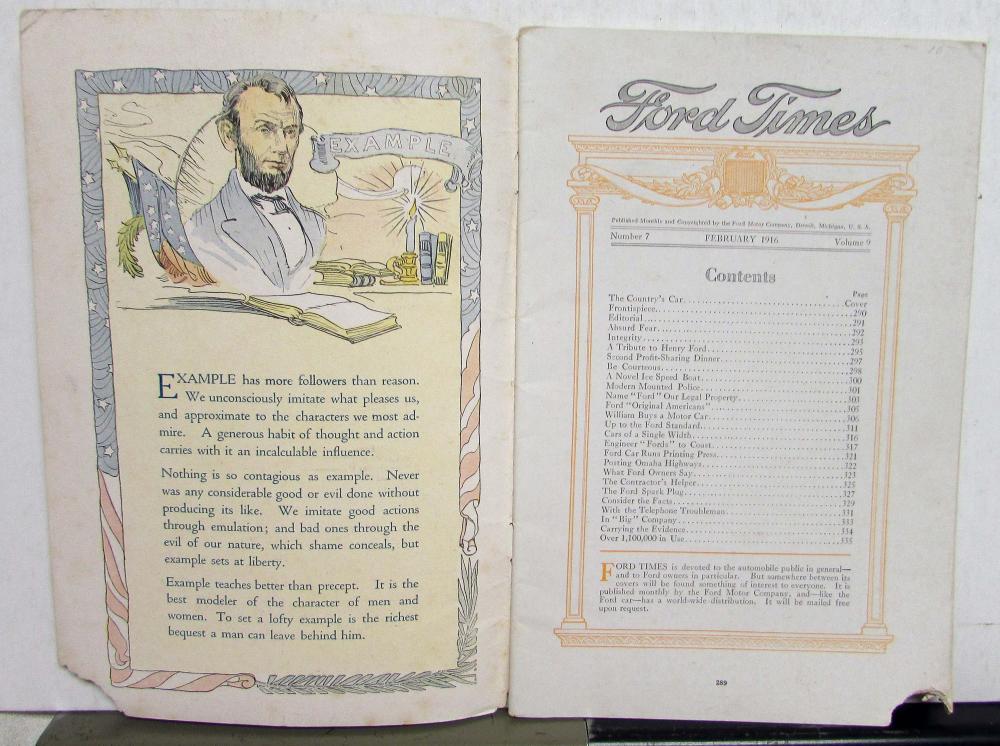 EXAMPLE
EXAMPLE has more followers than reason.
We unconsciously imitate what pleases us,
and approximate to the characters we most ad-
mire. A generous habit of thought and action
carries with it an incalculable influence.
Nothing is so contagious as example. Never
was any considerable good or evil done without
producing its like. We imitate good actions
through emulation; and bad ones through the
evil of our nature, which shame conceals, but
example sets at liberty.
Example teaches better than precept. It is the
best modeler of the character of men and
women. To set a lofty example is the richest
bequest a man can leave behind him.
Ford Times
Published Monthly and Copyrighted by the Ford Motor Company, Detroit, Michigan, U. S. A.
Number 7 FEBRUARY 1916 Volume 9
Contents
Page
The Country's Car Cover
Frontispiece 290
Editorial 291
Absurd Fear 292
Integrity 293
A Tribute to Henry Ford 295
Second Profit-Sharing Dinner 297
Be Courteous 298
A Novel Ice Speed Boat 300
Modern Mounted Police 301
Name "Ford" Our Legal Property 303
Ford "Original Americans" 305
William Buys a Motor Car 306
Up to the Ford Standard 314
Cars of a Single Width 316
Engineer "Fords" to Coast 317
Ford Car Runs Printing Press 321
Posting Omaha Highways 322
What Ford Owners Say 323
The Contractor's Helper 325
The Ford Spark Plug 327
Consider the Facts 329
With the Telephone Troubleman 331
In "Big" Company 333
Carrying the Evidence 334
Over 1,100,000 in Use 335
FORD TIMES is devoted to the automobile public in general—
and to Ford owners in particular. But somewhere between its
covers will be found something of interest to everyone. It is
published monthly by the Ford Motor Company, and—like the
Ford car—has a world-wide distribution. It will be mailed free
upon request.
289